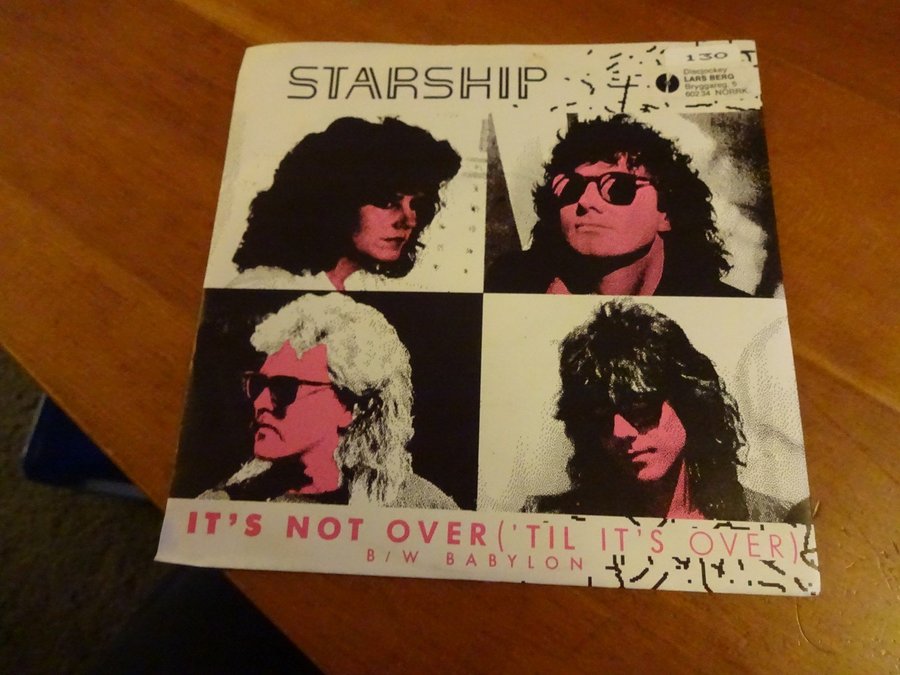 STARSHIP
130
Discjockey
LARS BERG
Bryggareg. 5
602 34 NORRK.
IT'S NOT OVER ('TIL IT'S OVER)
B/W BABYLON